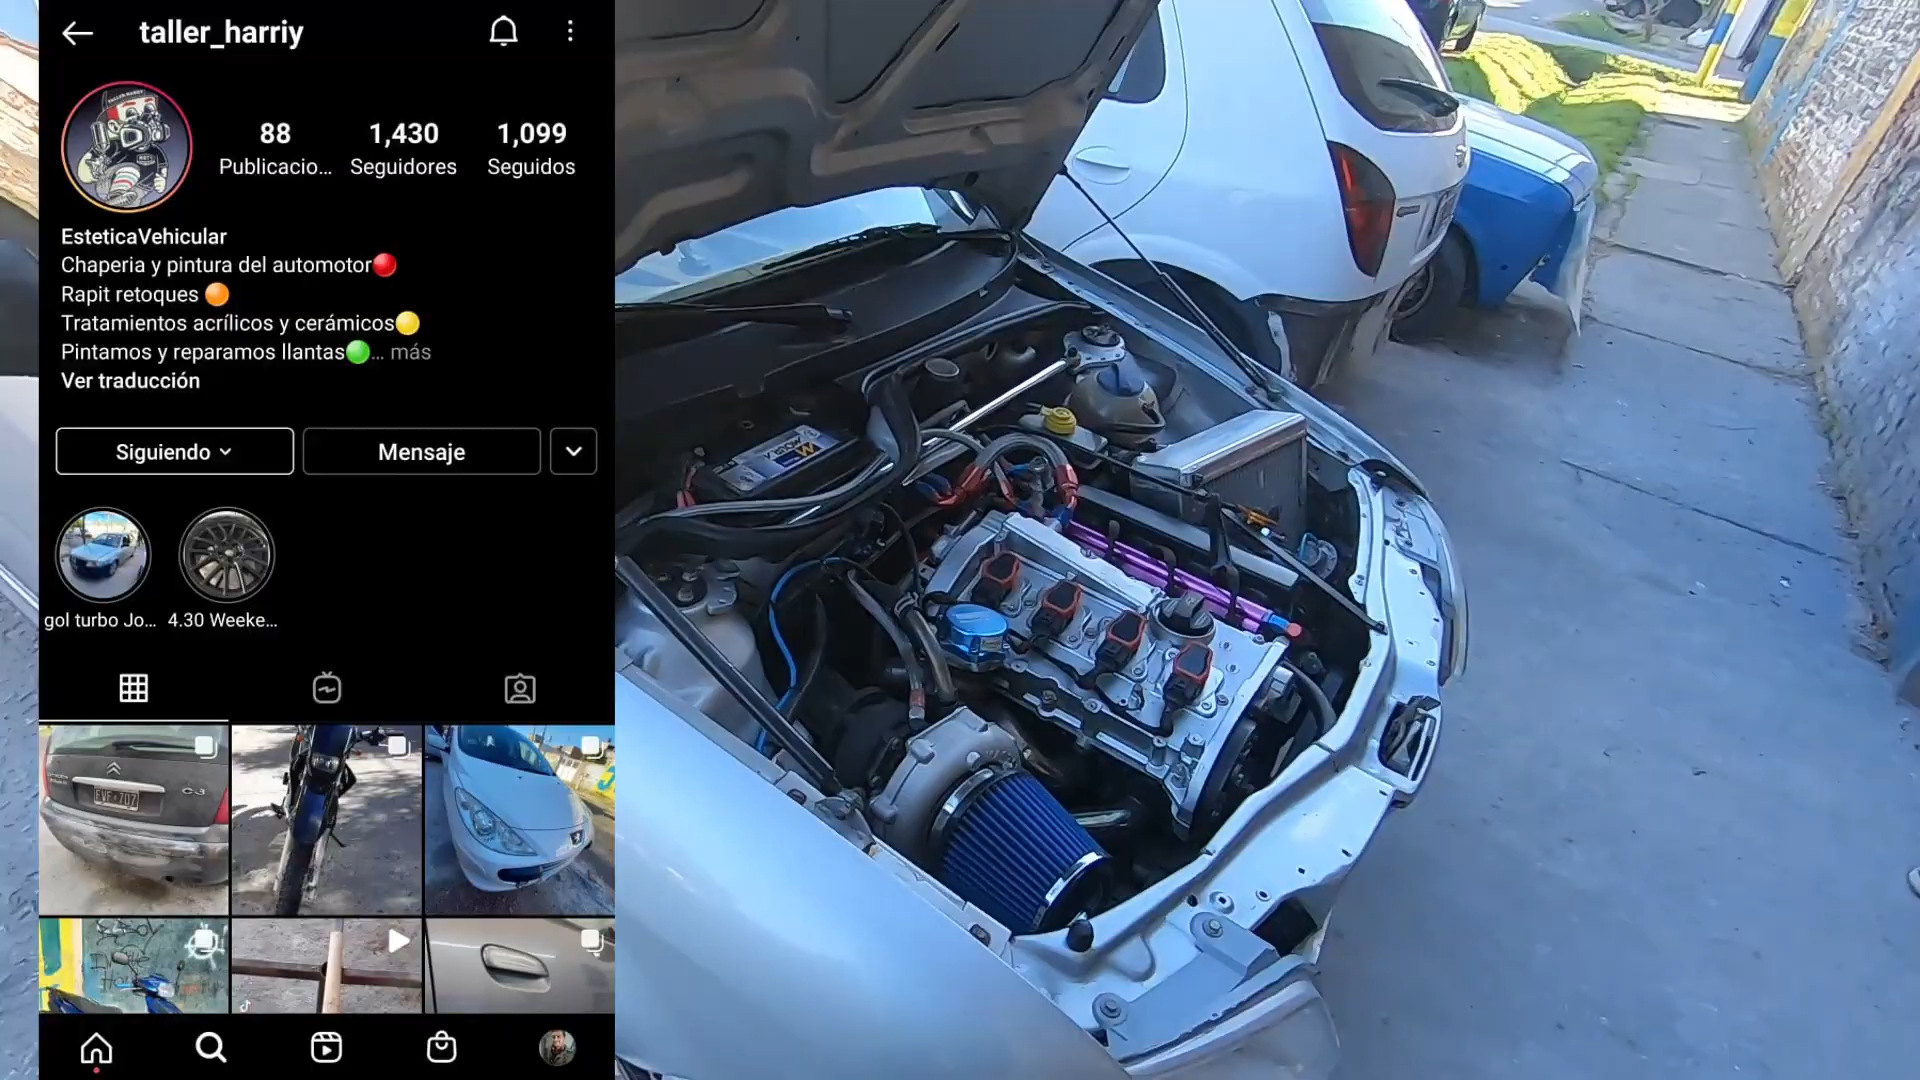 taller_harriy
88
1,430
1,099
Publicacio...
Seguidores
Seguidos
EsteticaVehicular
Chaperia y pintura del automotor
Rapit retoques
Tratamientos acrílicos y cerámicos
Pintamos y reparamos llantas... más
Ver traducción
Siguiendo
Mensaje
gol turbo Jo...
4.30 Weeke...
C3